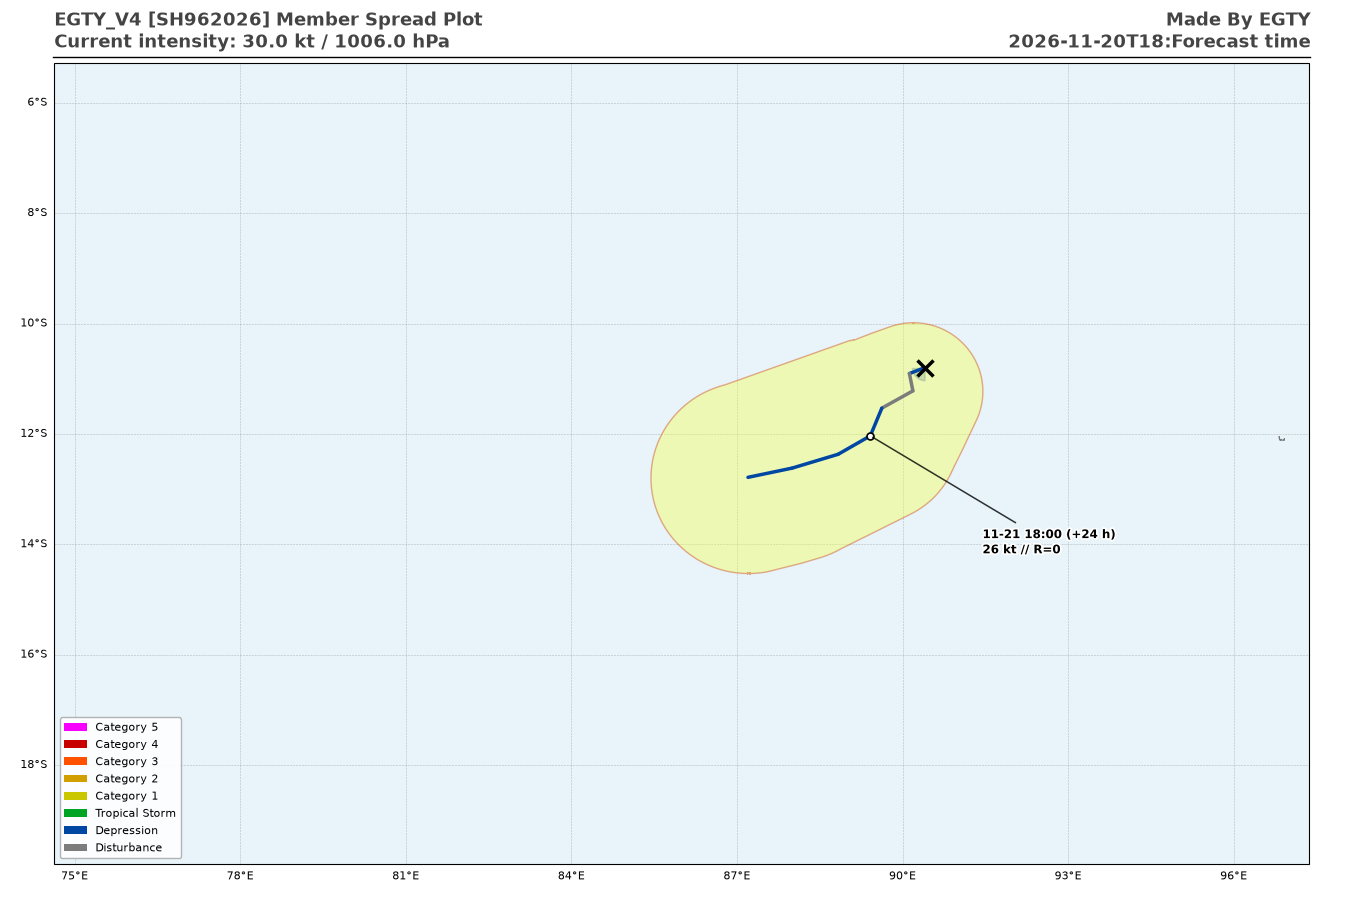 EGTY_V4 [SH962026] Member Spread Plot
Current intensity: 30.0 kt / 1006.0 hPa
Made By EGTY
2026-11-20T18:Forecast time
6°S
8°S
10°S
12°S
14°S
16°S
18°S
11-21 18:00 (+24 h)
26 kt // R=0
Category 5
Category 4
Category 3
Category 2
Category 1
Tropical Storm
Depression
Disturbance
75°E
78°E
81°E
84°E
87°E
90°E
93°E
96°E